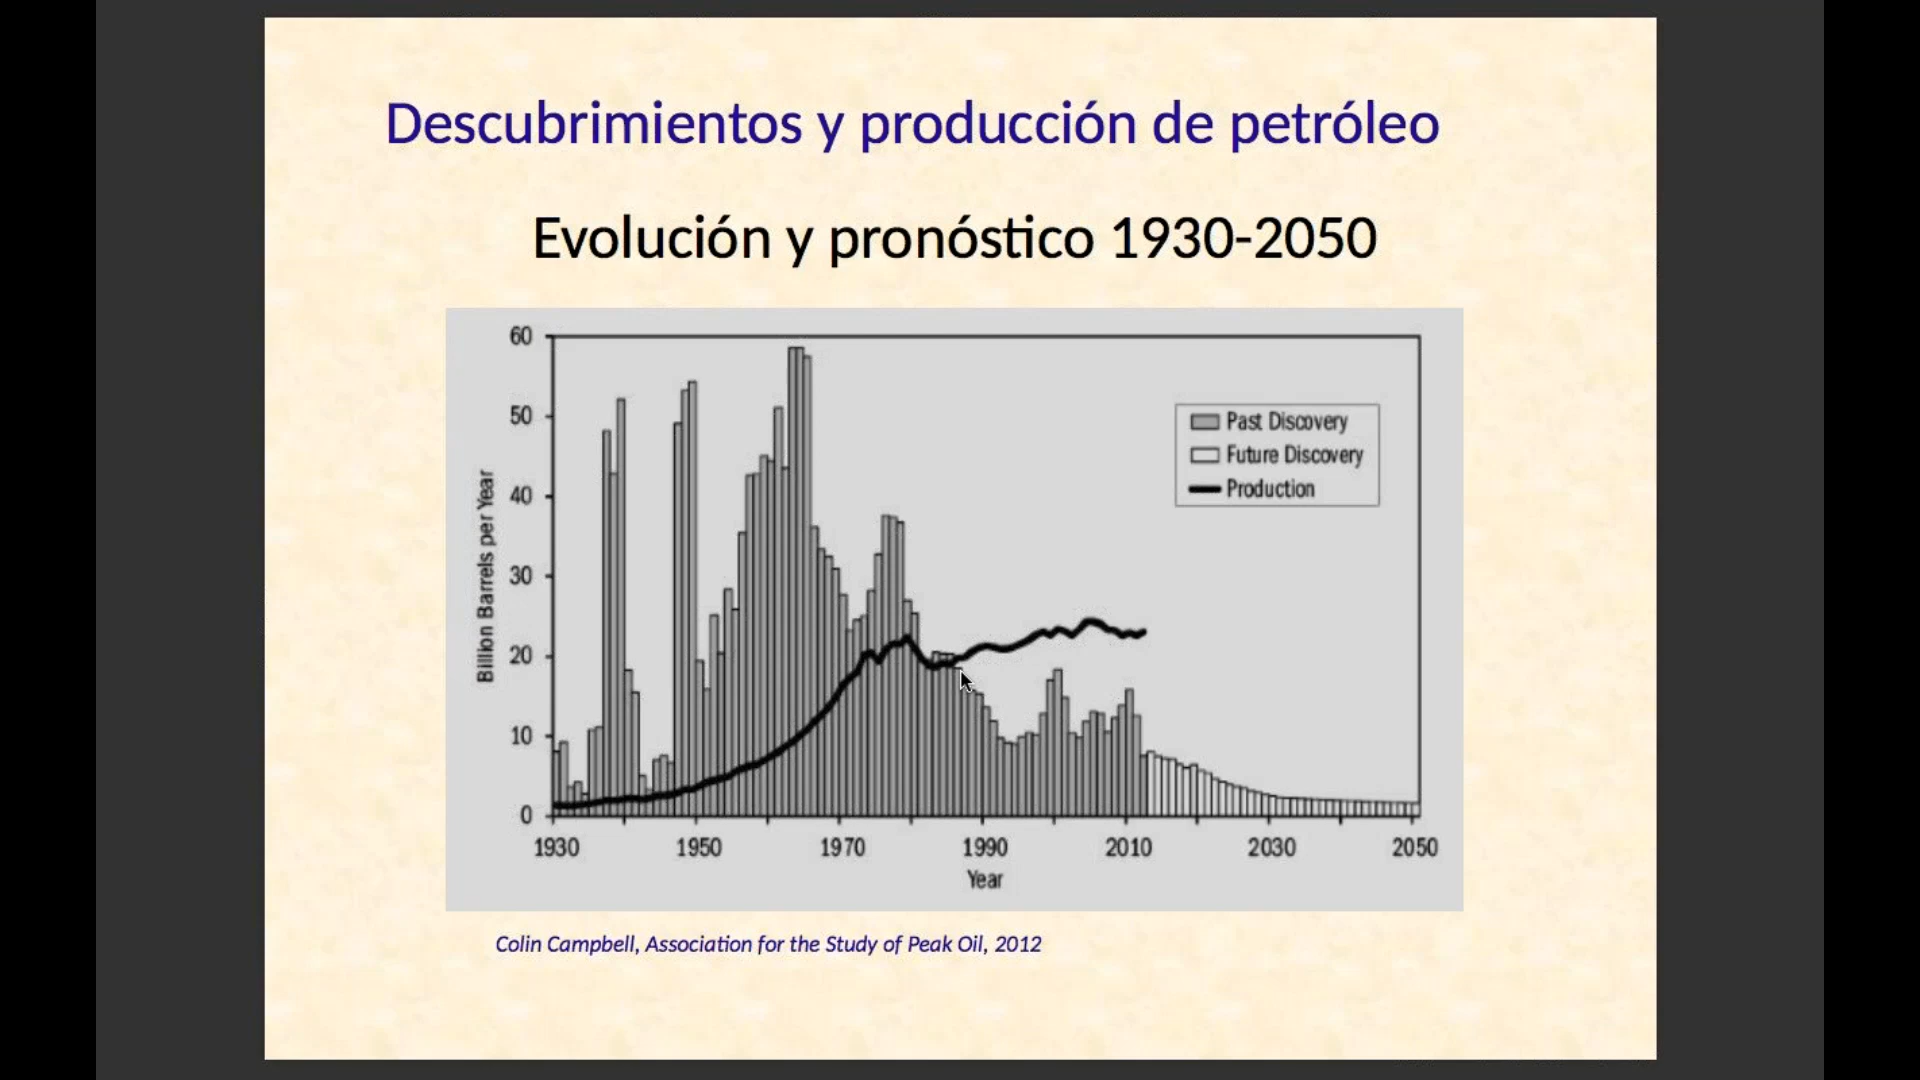 Descubrimientos y producción de petróleo
Evolución y pronóstico 1930-2050
60
50
40
30
20
10
0
Billion Barrels per Year
Past Discovery
Future Discovery
Production
1930 1950 1970 1990 2010 2030 2050
Year
Colin Campbell, Association for the Study of Peak Oil, 2012